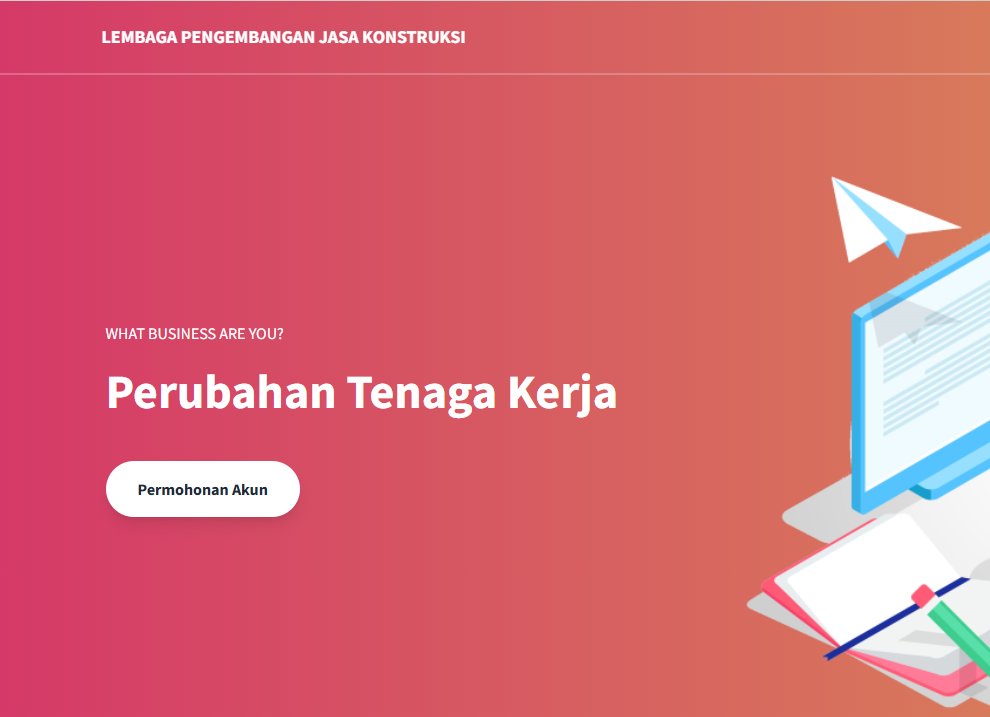 LEMBAGA PENGEMBANGAN JASA KONSTRUKSI
WHAT BUSINESS ARE YOU?
Perubahan Tenaga Kerja
Permohonan Akun